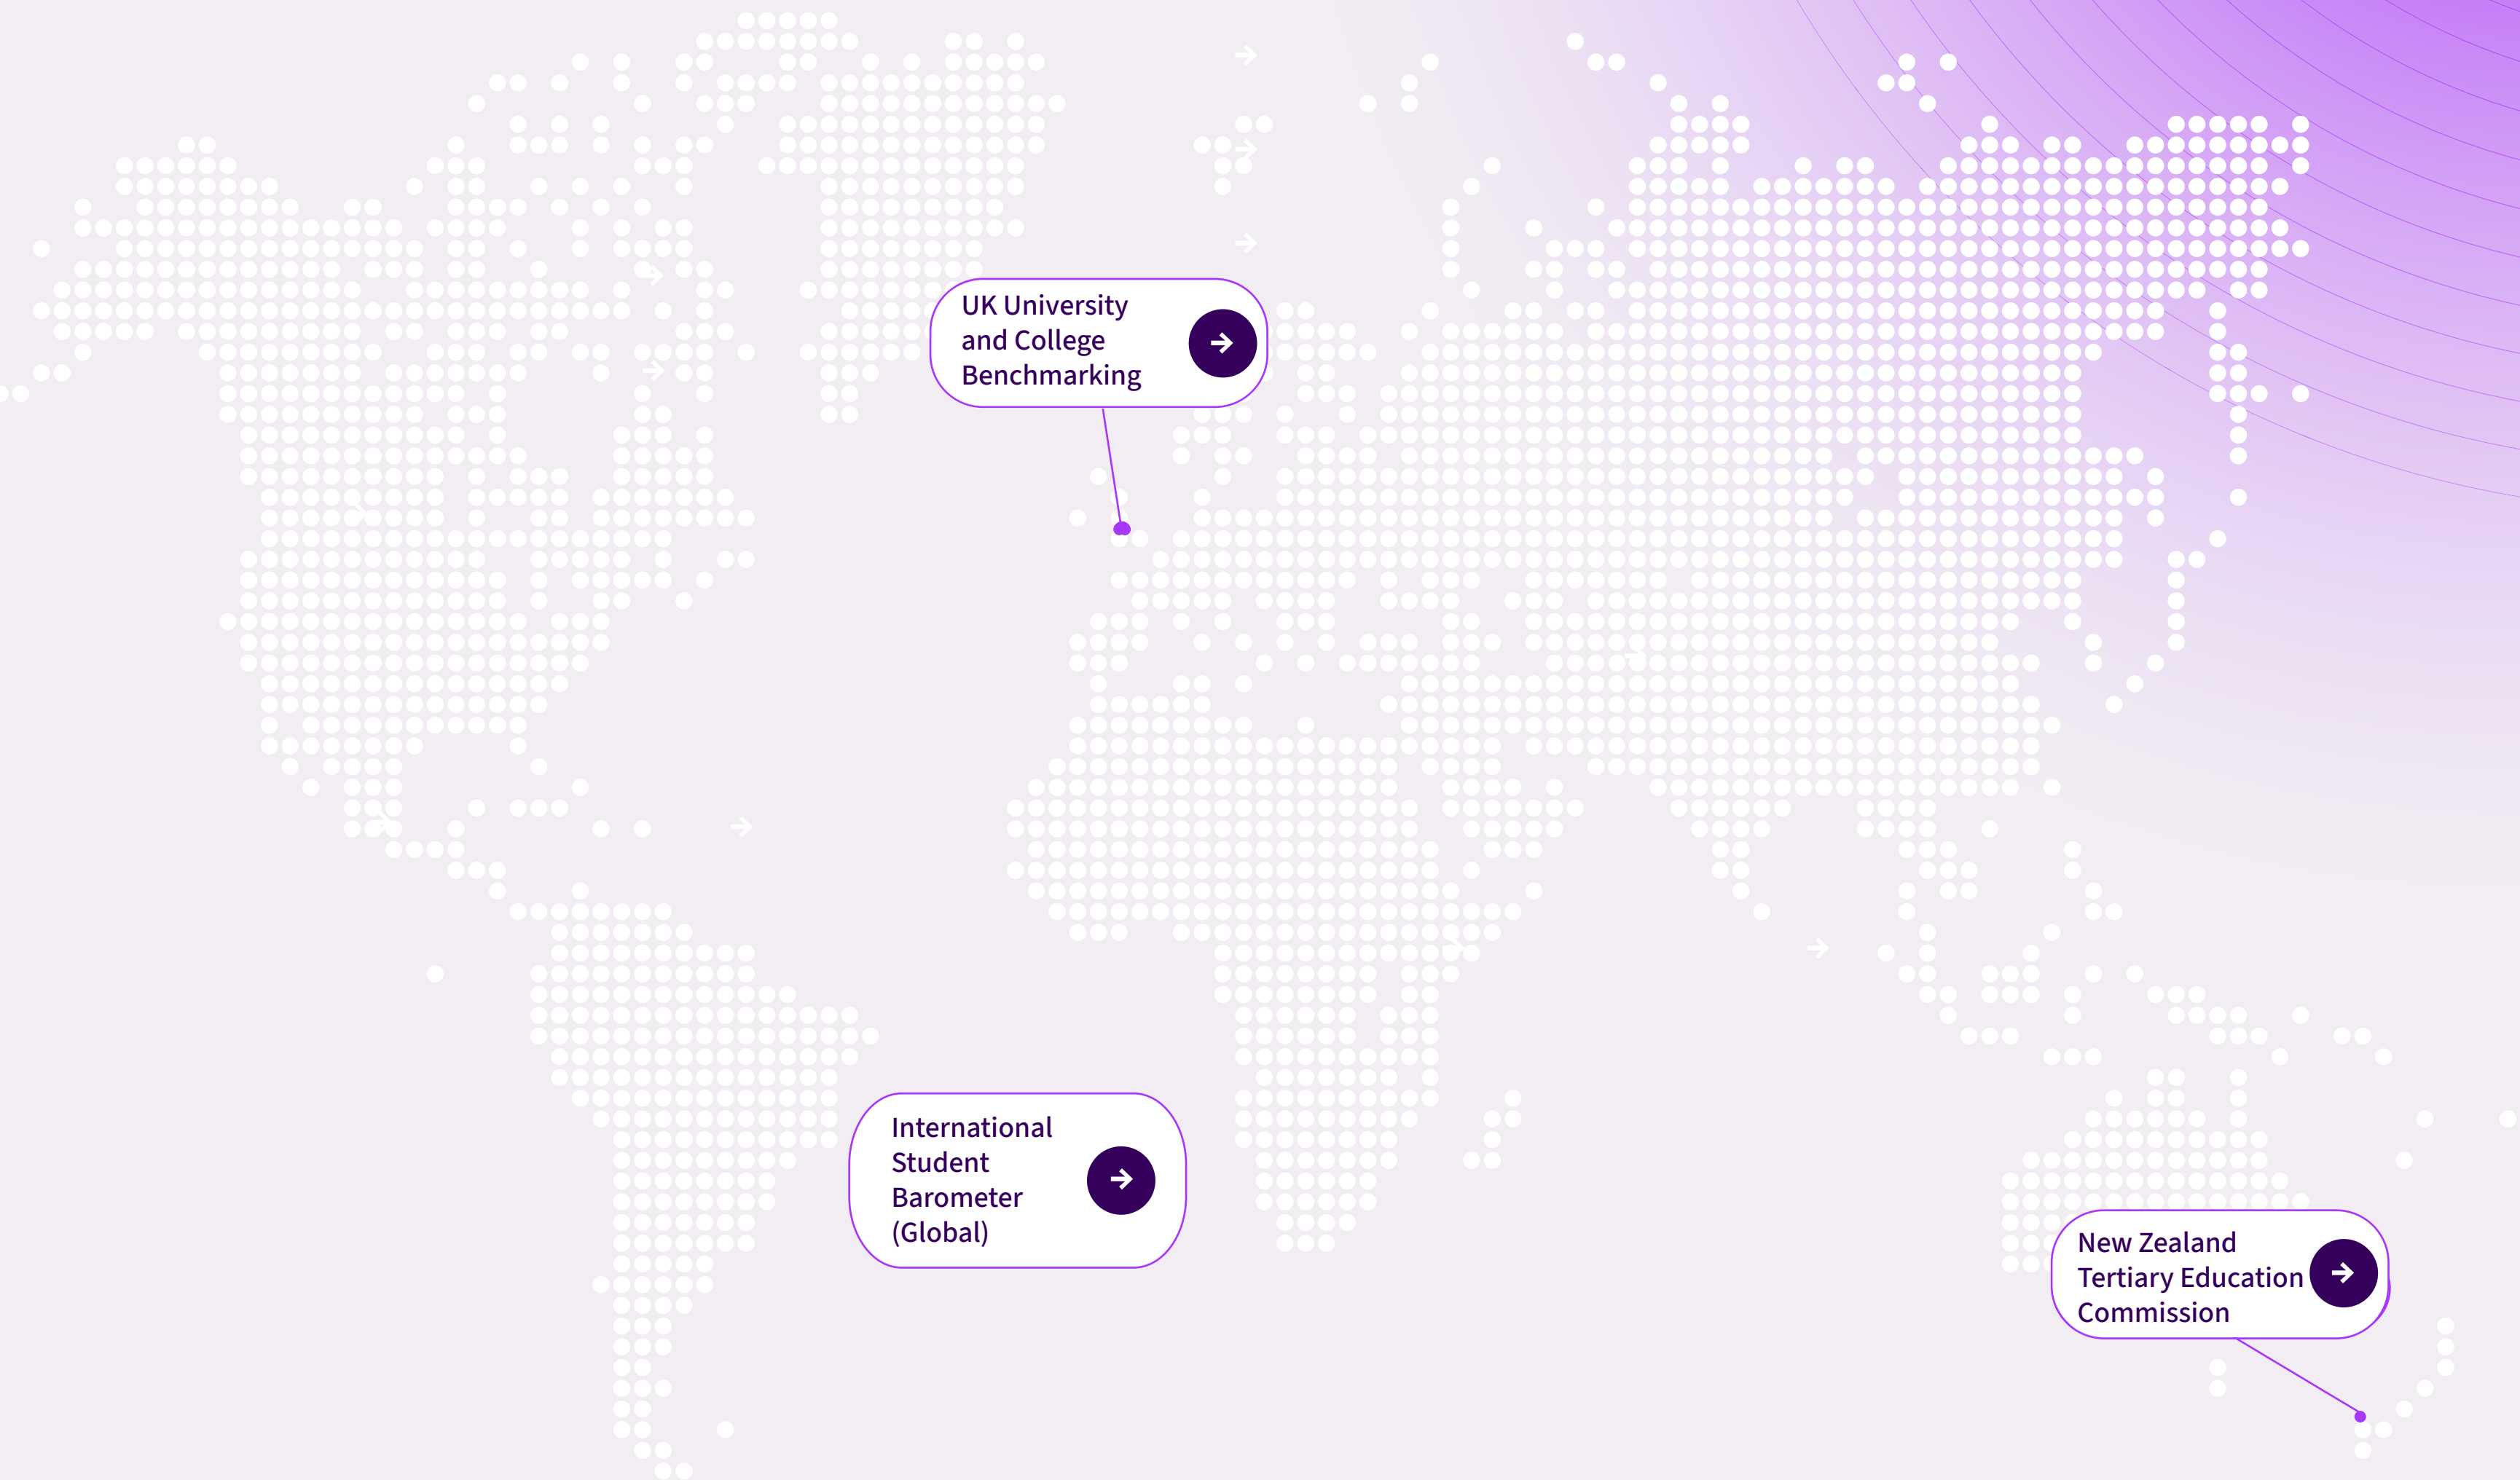 UK University
and College
Benchmarking
International
Student
Barometer
(Global)
New Zealand
Tertiary Education
Commission